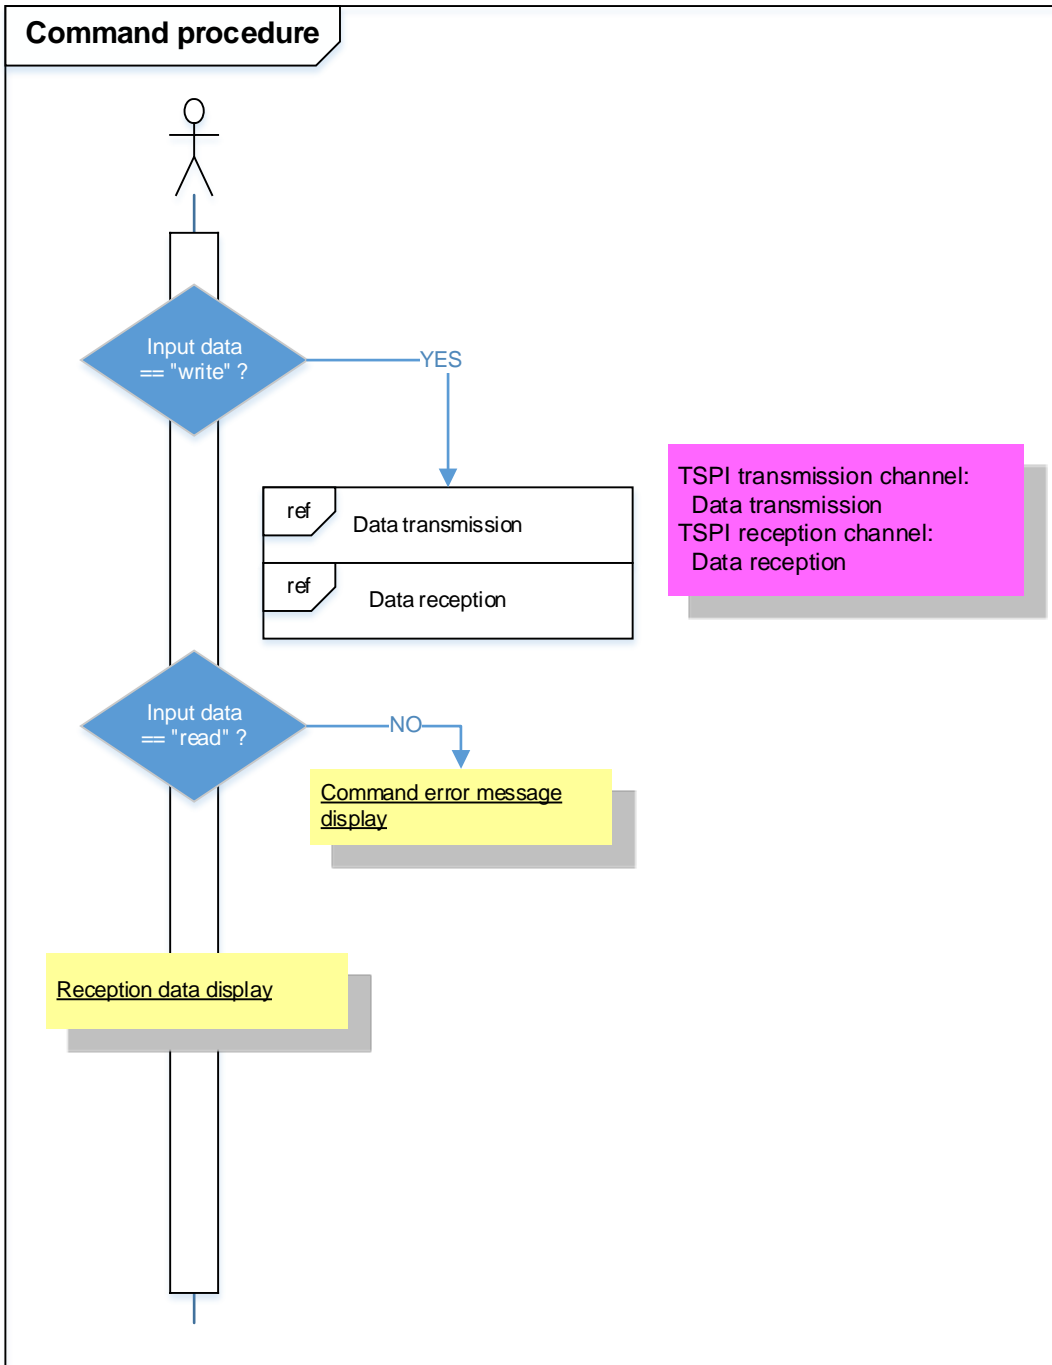 Command procedure
Input data
== "write" ?
YES
ref
Data transmission
ref
Data reception
TSPI transmission channel:
Data transmission
TSPI reception channel:
Data reception
Input data
== "read" ?
NO
Command error message
display
Reception data display